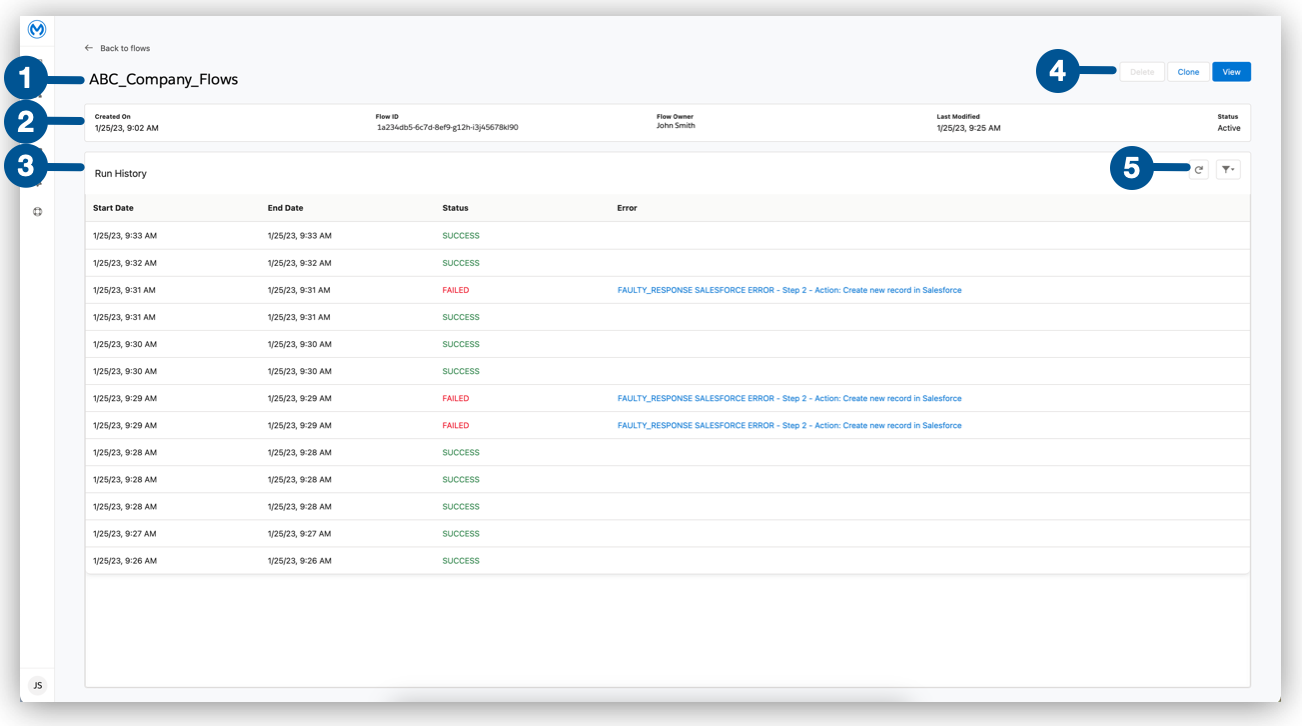 ← Back to flows
1 ABC_Company_Flows
4 Delete Clone View
2 Created On Flow ID Flow Owner Last Modified Status
1/25/23, 9:02 AM 1a234db5-6c7d-8ef9-g12h-i3j45678kl90 John Smith 1/25/23, 9:25 AM Active
3 Run History 5
Start Date End Date Status Error
1/25/23, 9:33 AM 1/25/23, 9:33 AM SUCCESS
1/25/23, 9:32 AM 1/25/23, 9:32 AM SUCCESS
1/25/23, 9:31 AM 1/25/23, 9:31 AM FAILED FAULTY_RESPONSE SALESFORCE ERROR - Step 2 - Action: Create new record in Salesforce
1/25/23, 9:31 AM 1/25/23, 9:31 AM SUCCESS
1/25/23, 9:30 AM 1/25/23, 9:30 AM SUCCESS
1/25/23, 9:30 AM 1/25/23, 9:30 AM SUCCESS
1/25/23, 9:29 AM 1/25/23, 9:29 AM FAILED FAULTY_RESPONSE SALESFORCE ERROR - Step 2 - Action: Create new record in Salesforce
1/25/23, 9:29 AM 1/25/23, 9:29 AM FAILED FAULTY_RESPONSE SALESFORCE ERROR - Step 2 - Action: Create new record in Salesforce
1/25/23, 9:28 AM 1/25/23, 9:28 AM SUCCESS
1/25/23, 9:28 AM 1/25/23, 9:28 AM SUCCESS
1/25/23, 9:28 AM 1/25/23, 9:28 AM SUCCESS
1/25/23, 9:27 AM 1/25/23, 9:27 AM SUCCESS
1/25/23, 9:26 AM 1/25/23, 9:26 AM SUCCESS
JS